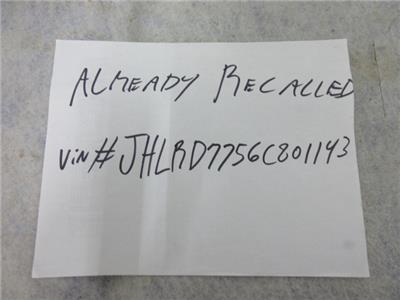 ALREADY RECALLED
ViN# JHLRD7756C801143